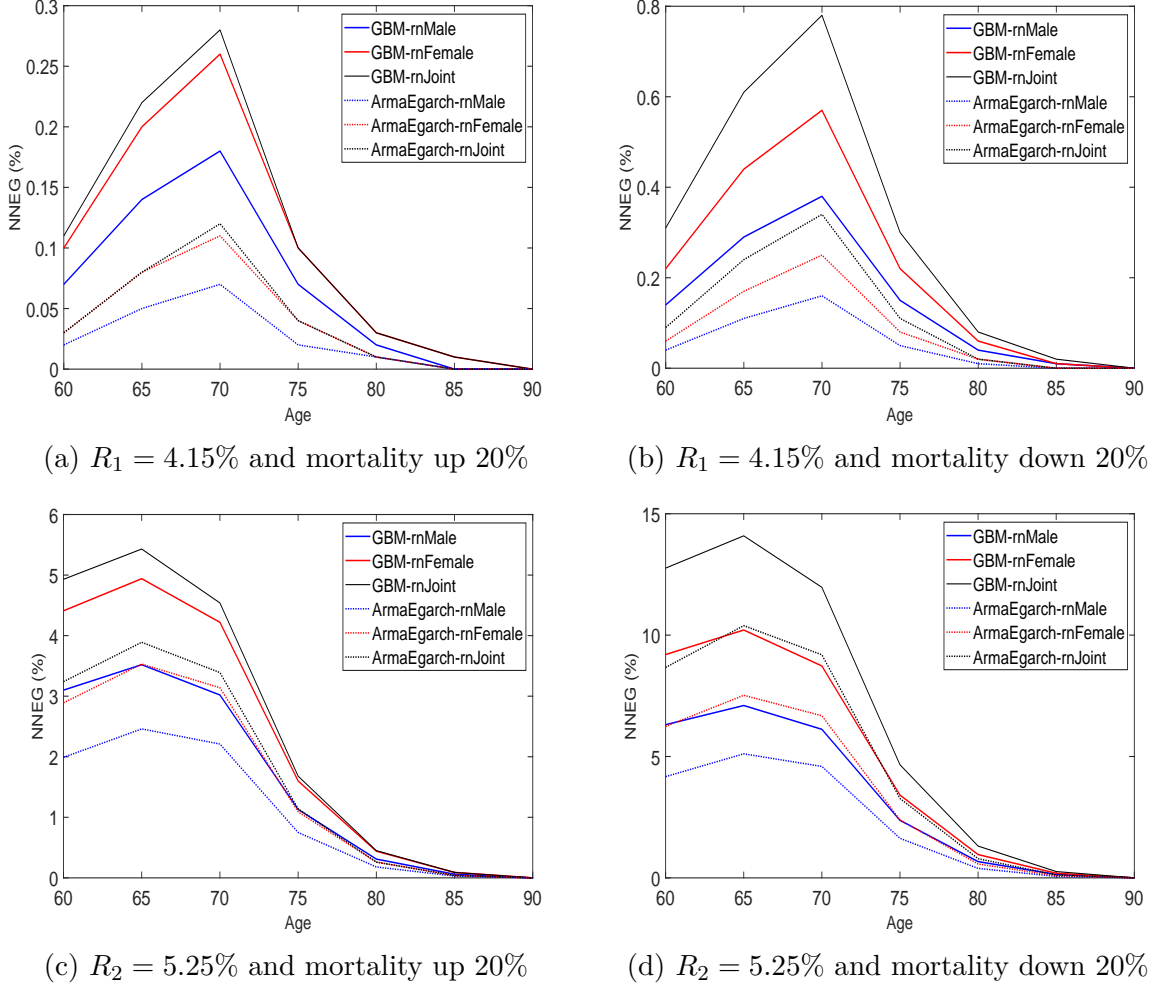 0.3
0.25
0.2
0.15
0.1
0.05
0
NNEG (%)
60 65 70 75 80 85 90
Age
GBM-rnMale
GBM-rnFemale
GBM-rnJoint
ArmaEgarch-rnMale
ArmaEgarch-rnFemale
ArmaEgarch-rnJoint
(a) R₁ = 4.15% and mortality up 20%
0.8
0.6
0.4
0.2
0
NNEG (%)
60 65 70 75 80 85 90
Age
GBM-rnMale
GBM-rnFemale
GBM-rnJoint
ArmaEgarch-rnMale
ArmaEgarch-rnFemale
ArmaEgarch-rnJoint
(b) R₁ = 4.15% and mortality down 20%
6
5
4
3
2
1
0
NNEG (%)
60 65 70 75 80 85 90
Age
GBM-rnMale
GBM-rnFemale
GBM-rnJoint
ArmaEgarch-rnMale
ArmaEgarch-rnFemale
ArmaEgarch-rnJoint
(c) R₂ = 5.25% and mortality up 20%
15
10
5
0
NNEG (%)
60 65 70 75 80 85 90
Age
GBM-rnMale
GBM-rnFemale
GBM-rnJoint
ArmaEgarch-rnMale
ArmaEgarch-rnFemale
ArmaEgarch-rnJoint
(d) R₂ = 5.25% and mortality down 20%